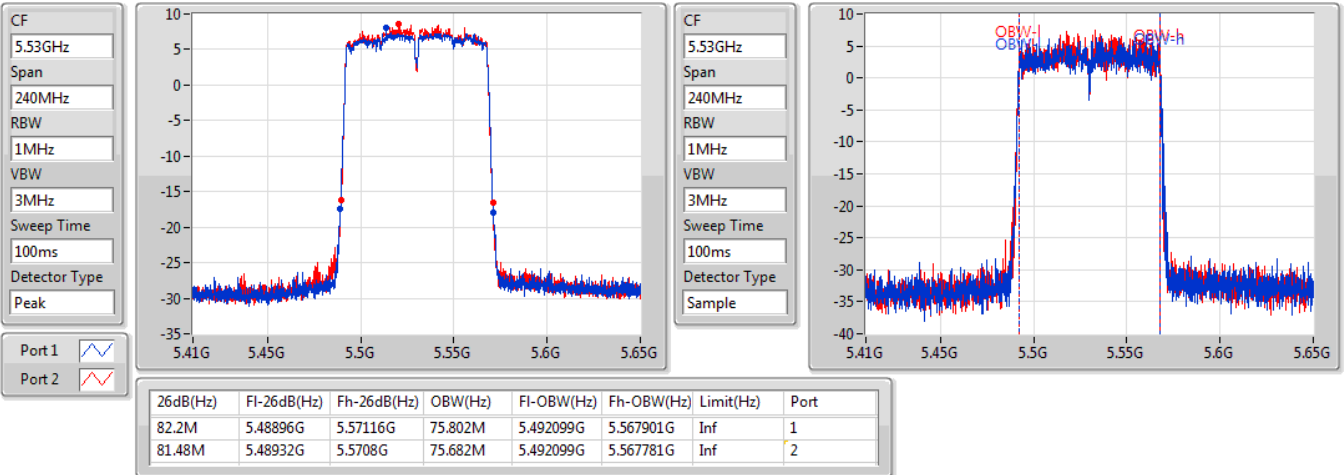 CF
5.53GHz
Span
240MHz
RBW
1MHz
VBW
3MHz
Sweep Time
100ms
Detector Type
Peak
Port 1
Port 2
10
5
0
-5
-10
-15
-20
-25
-30
-35
5.41G 5.45G 5.5G 5.55G 5.6G 5.65G
CF
5.53GHz
Span
240MHz
RBW
1MHz
VBW
3MHz
Sweep Time
100ms
Detector Type
Sample
10
5
0
-5
-10
-15
-20
-25
-30
-35
-40
OBW-l OBW-h
OBW-l OBW-h
5.41G 5.45G 5.5G 5.55G 5.6G 5.65G
26dB(Hz) Fl-26dB(Hz) Fh-26dB(Hz) OBW(Hz) Fl-OBW(Hz) Fh-OBW(Hz) Limit(Hz) Port
82.2M 5.48896G 5.57116G 75.802M 5.492099G 5.567901G Inf 1
81.48M 5.48932G 5.5708G 75.682M 5.492099G 5.567781G Inf 2